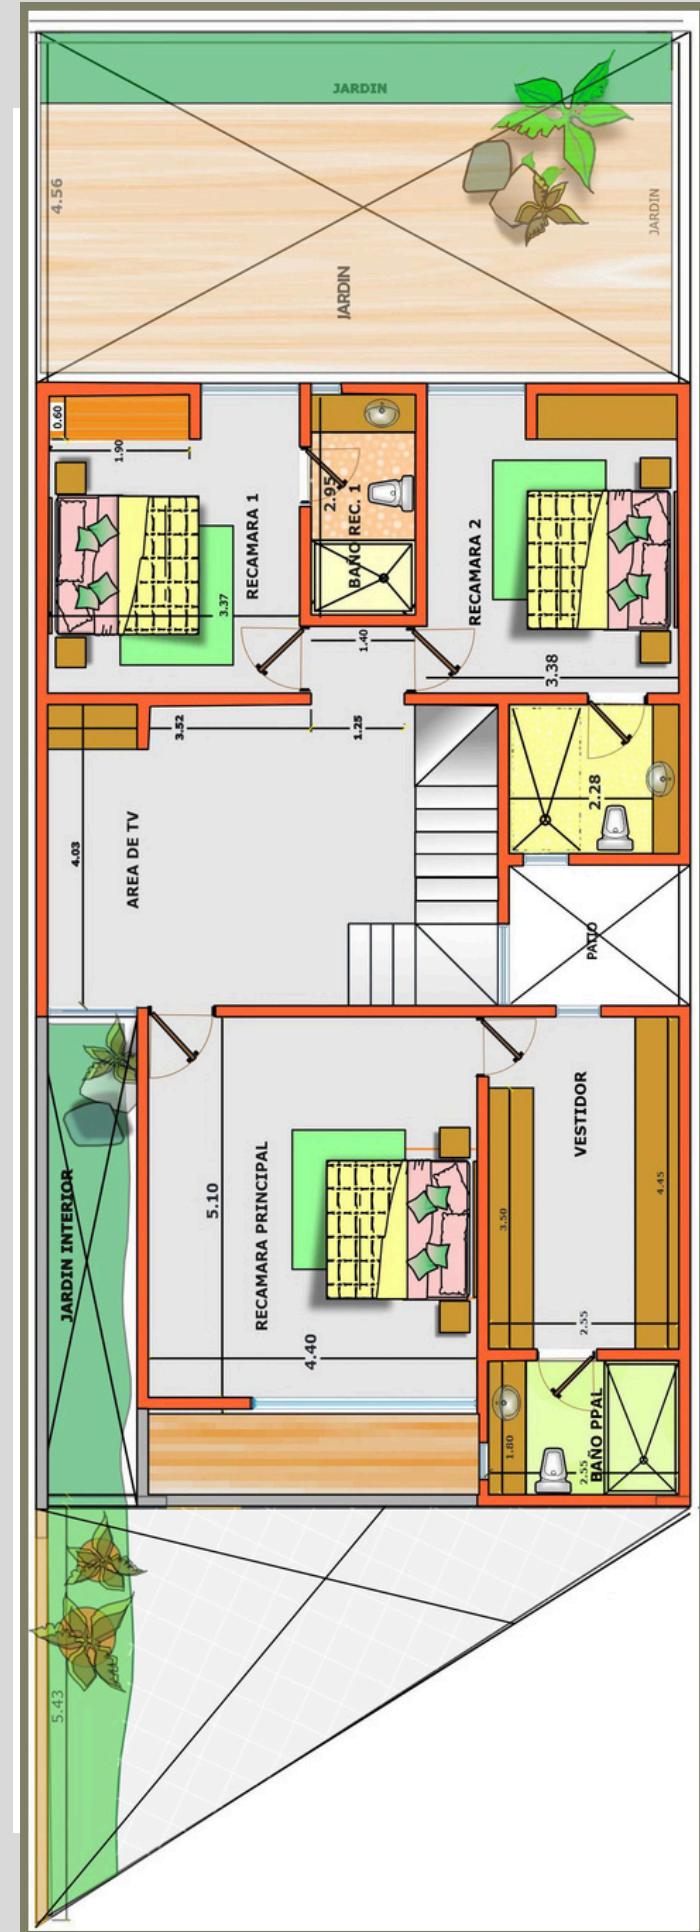 JARDIN
4.56
JARDIN
JARDIN
0.60
1.90
RECAMARA 1
3.37
2.95
BAÑO REC. 1
RECAMARA 2
1.40
3.38
3.52
1.25
2.28
4.03
AREA DE TV
PATIO
JARDIN INTERIOR
5.10
RECAMARA PRINCIPAL
4.40
VESTIDOR
3.50
4.45
2.55
1.80
2.55
BAÑO PPAL
5.43